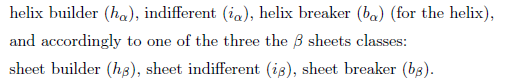 helix builder (hα), indifferent (iα), helix breaker (bα) (for the helix),
and accordingly to one of the three the β sheets classes:
sheet builder (hβ), sheet indifferent (iβ), sheet breaker (bβ).